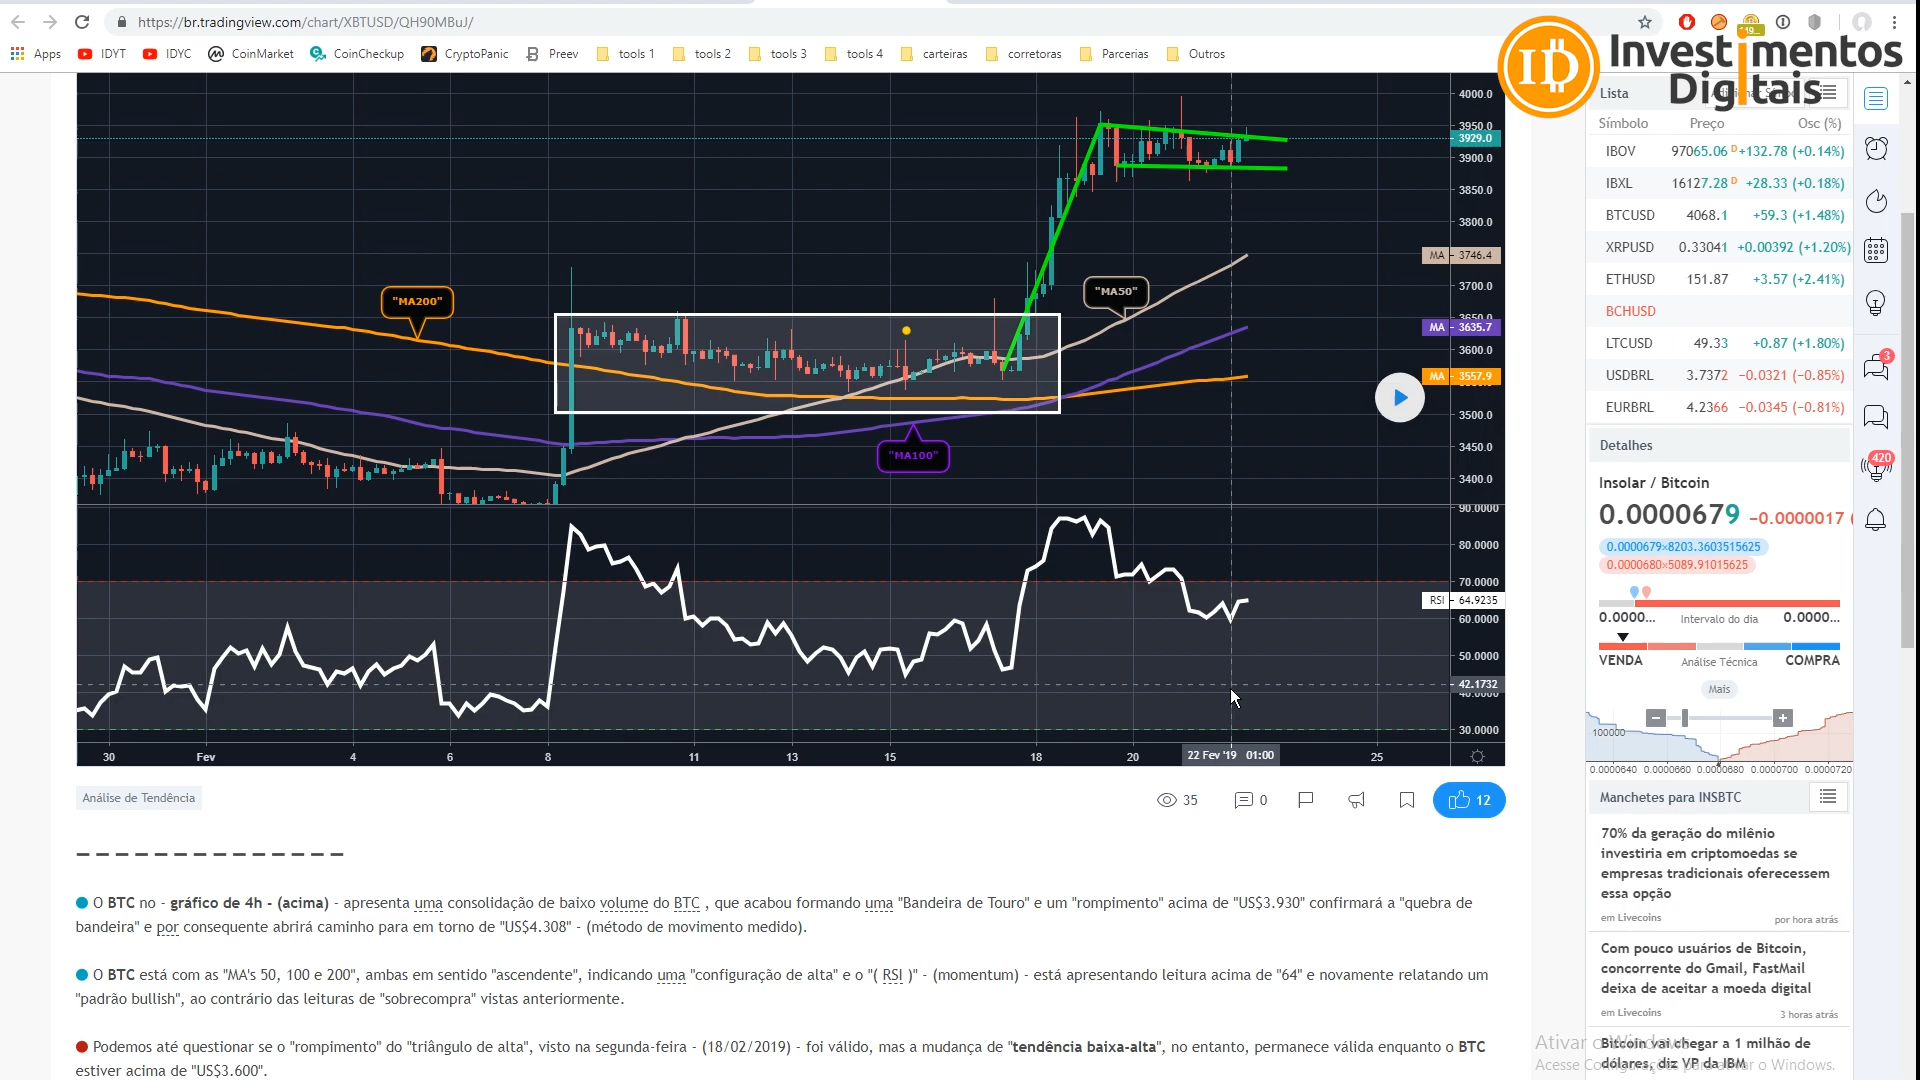 https://br.tradingview.com/chart/XBTUSD/QH90MBuJ/
Apps IDYT IDYC CoinMarket CoinCheckup CryptoPanic Preev tools 1 tools 2 tools 3 tools 4 carteiras corretoras Parcerias Outros
Investimentos
Digitais
4000.0
3950.0
3929.0
3900.0
3850.0
3800.0
MA 3746.4
3700.0
MA 3635.7
3600.0
MA 3557.9
3500.0
3450.0
3400.0
"MA200"
"MA50"
"MA100"
90.0000
80.0000
70.0000
RSI 64.9235
60.0000
50.0000
42.1732
30.0000
30 Fev 4 6 8 11 13 15 18 20 22 Fev '19 01:00 25
Análise de Tendência
35 0 12
— — — — — — — — — — — — — —
O BTC no - gráfico de 4h - (acima) - apresenta uma consolidação de baixo volume do BTC , que acabou formando uma "Bandeira de Touro" e um "rompimento" acima de "US$3.930" confirmará a "quebra de
bandeira" e por consequente abrirá caminho para em torno de "US$4.308" - (método de movimento medido).
O BTC está com as "MA's 50, 100 e 200", ambas em sentido "ascendente", indicando uma "configuração de alta" e o "( RSI )" - (momentum) - está apresentando leitura acima de "64" e novamente relatando um
"padrão bullish", ao contrário das leituras de "sobrecompra" vistas anteriormente.
Podemos até questionar se o "rompimento" do "triângulo de alta", visto na segunda-feira - (18/02/2019) - foi válido, mas a mudança de "tendência baixa-alta", no entanto, permanece válida enquanto o BTC
estiver acima de "US$3.600".
Lista
Símbolo Preço Osc (%)
IBOV 97065.06 D +132.78 (+0.14%)
IBXL 16127.28 D +28.33 (+0.18%)
BTCUSD 4068.1 +59.3 (+1.48%)
XRPUSD 0.33041 +0.00392 (+1.20%)
ETHUSD 151.87 +3.57 (+2.41%)
BCHUSD
LTCUSD 49.33 +0.87 (+1.80%)
USDBRL 3.7372 −0.0321 (−0.85%)
EURBRL 4.2366 −0.0345 (−0.81%)
Detalhes
Insolar / Bitcoin
0.0000679 −0.0000017 (
0.0000679×8203.3603515625
0.0000680×5089.91015625
0.0000... Intervalo do dia 0.0000...
VENDA Análise Técnica COMPRA
Mais
100000
0.0000640 0.0000660 0.0000680 0.0000700 0.0000720
Manchetes para INSBTC
70% da geração do milênio
investiria em criptomoedas se
empresas tradicionais oferecessem
essa opção
em Livecoins por hora atrás
Com pouco usuários de Bitcoin,
concorrente do Gmail, FastMail
deixa de aceitar a moeda digital
em Livecoins 3 horas atrás
Bitcoin vai chegar a 1 milhão de
dólares, diz VP da IBM
3
420